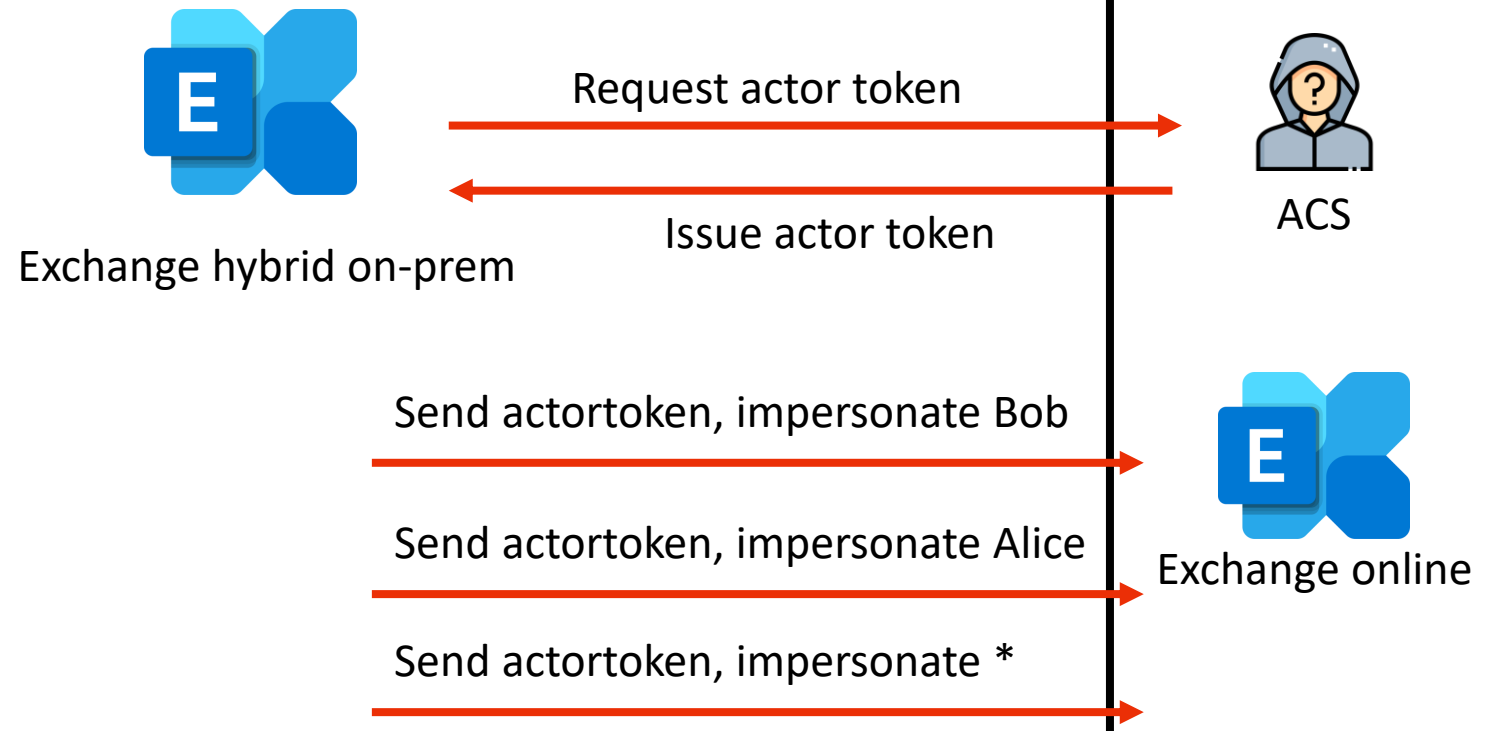 E
Request actor token
?
ACS
Issue actor token
Exchange hybrid on-prem
Send actortoken, impersonate Bob
E
Send actortoken, impersonate Alice
Exchange online
Send actortoken, impersonate *